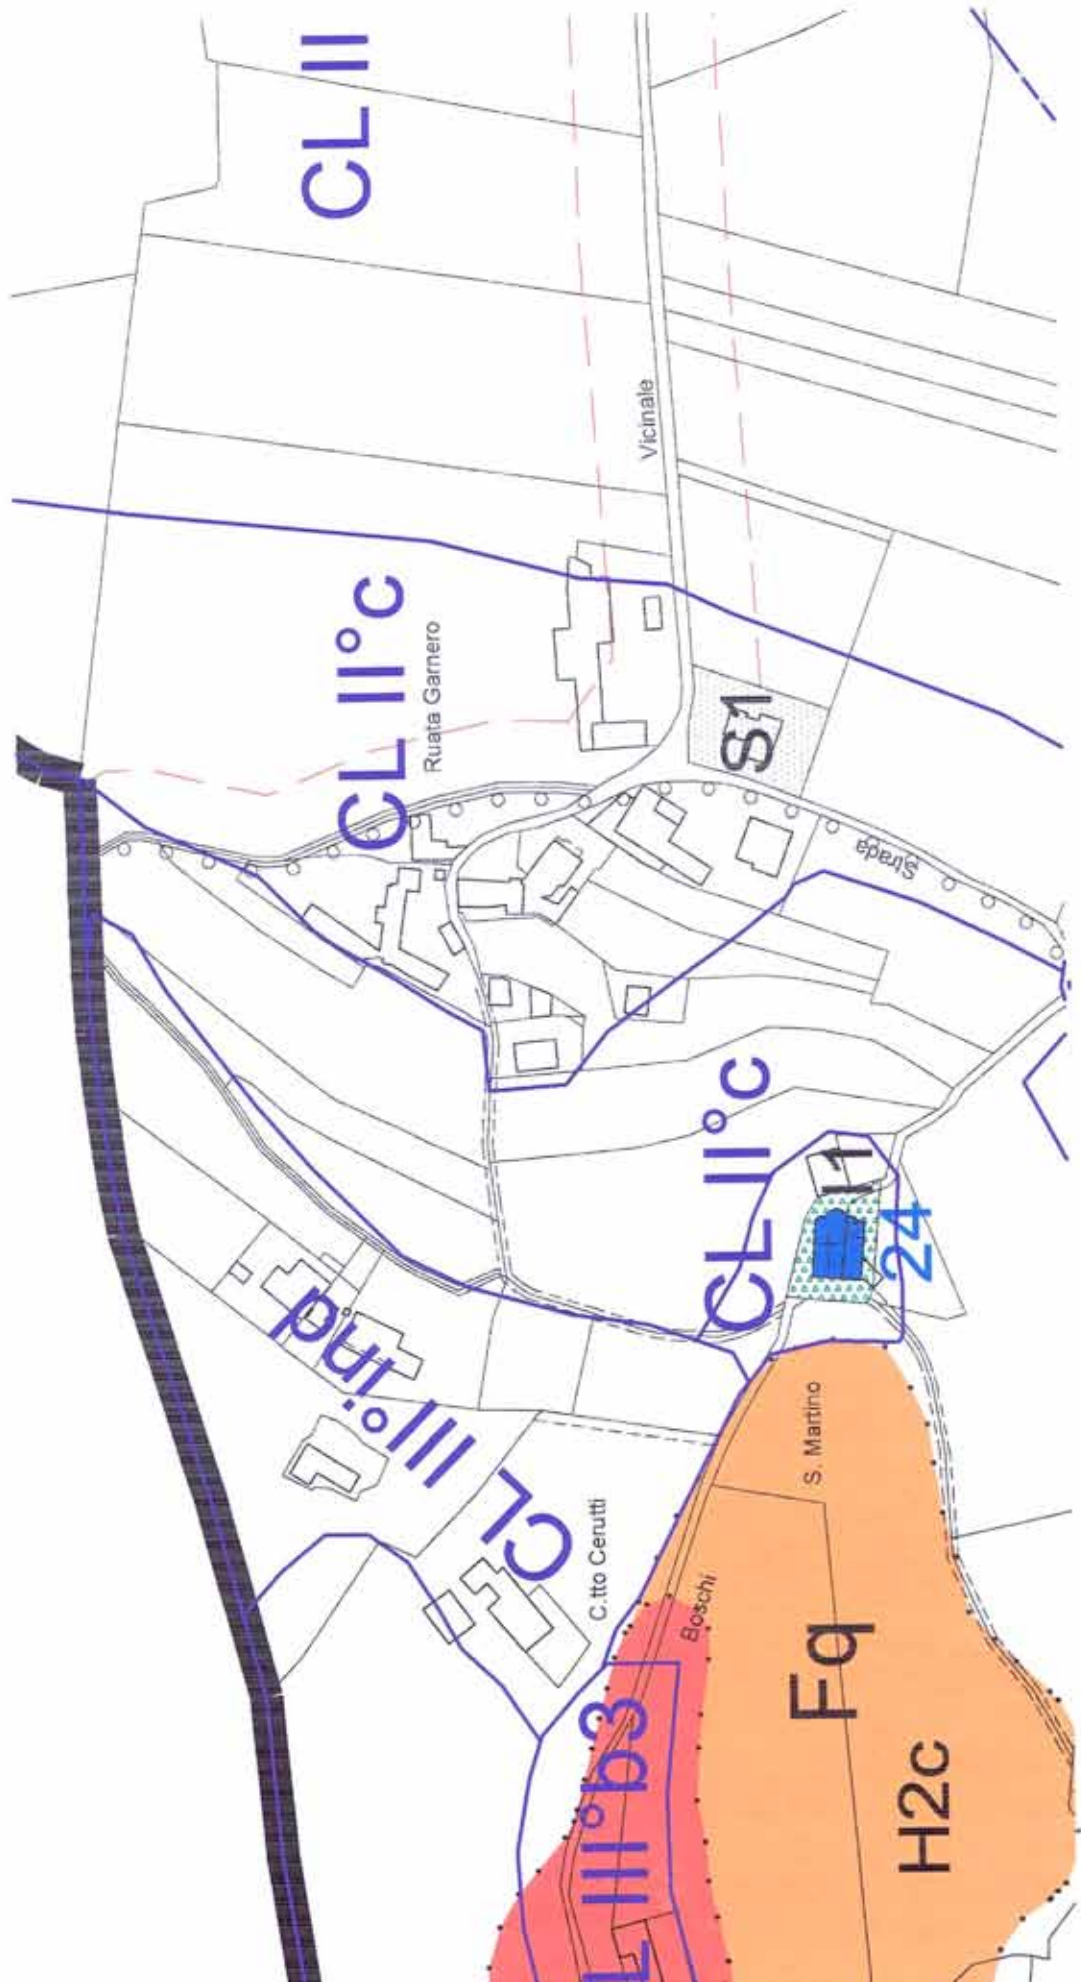 CL II
Vicinale
CL II°c
Ruata Garnero
S1
Strada
CL II°c
I1
24
CL III°ind
S. Martino
C.tto Cerutti
Boschi
Fq
L III°b3
H2c